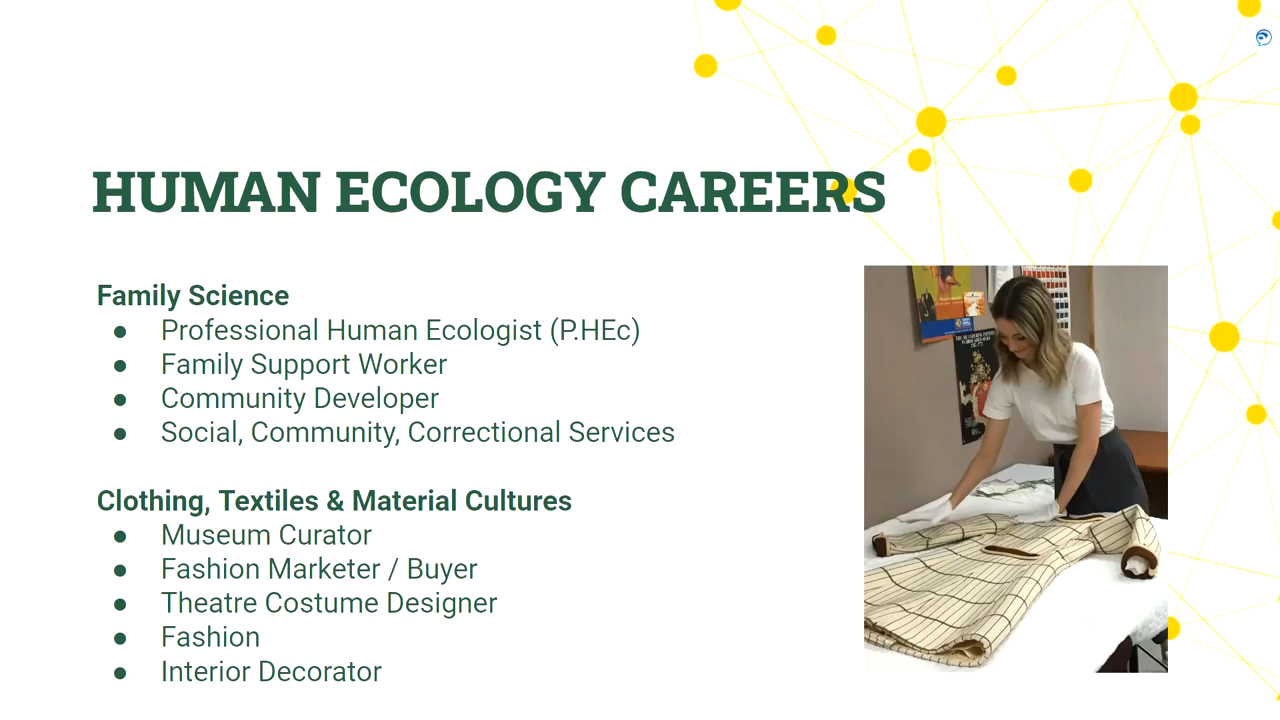 HUMAN ECOLOGY CAREERS
Family Science
● Professional Human Ecologist (P.HEc)
● Family Support Worker
● Community Developer
● Social, Community, Correctional Services
Clothing, Textiles & Material Cultures
● Museum Curator
● Fashion Marketer / Buyer
● Theatre Costume Designer
● Fashion
● Interior Decorator